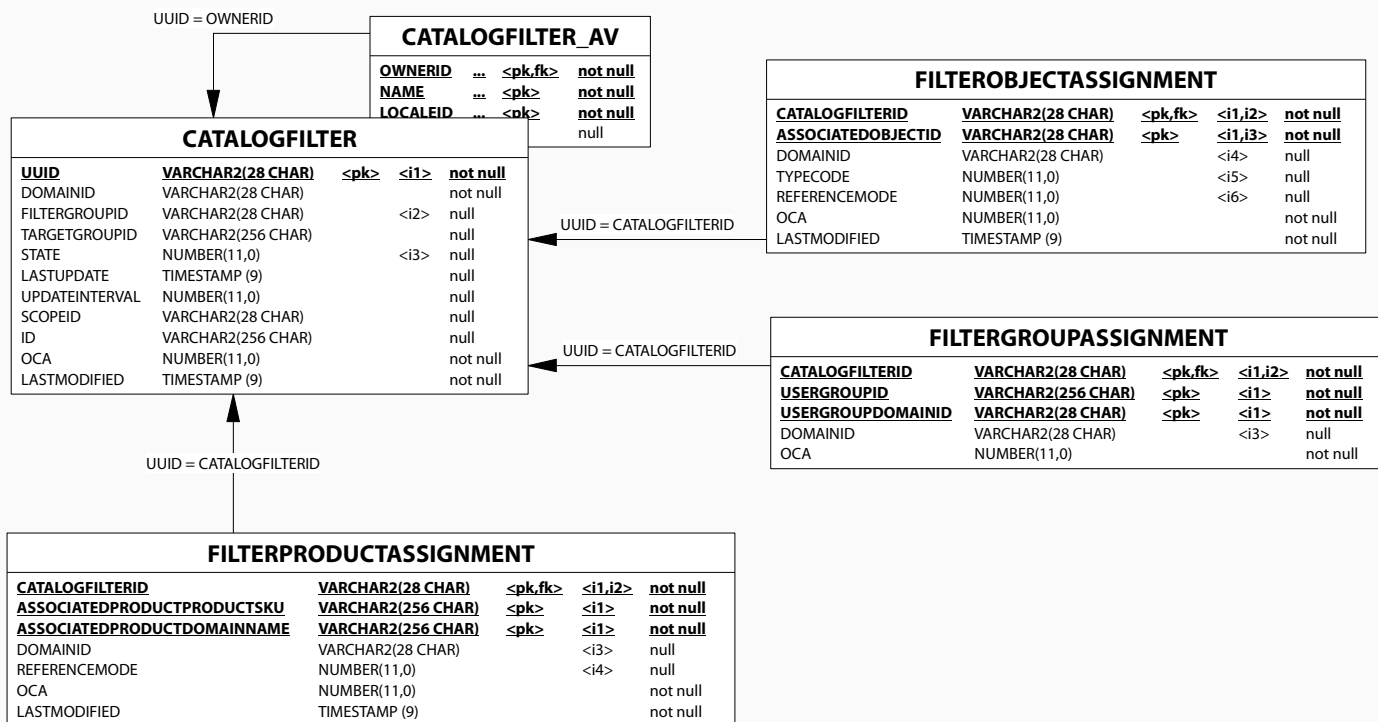 UUID = OWNERID
CATALOGFILTER_AV
OWNERID ... <pk,fk> not null
NAME ... <pk> not null
LOCALEID ... <pk> not null
null
CATALOGFILTER
UUID VARCHAR2(28 CHAR) <pk> <i1> not null
DOMAINID VARCHAR2(28 CHAR) not null
FILTERGROUPID VARCHAR2(28 CHAR) <i2> null
TARGETGROUPID VARCHAR2(256 CHAR) null
STATE NUMBER(11,0) <i3> null
LASTUPDATE TIMESTAMP (9) null
UPDATEINTERVAL NUMBER(11,0) null
SCOPEID VARCHAR2(28 CHAR) null
ID VARCHAR2(256 CHAR) null
OCA NUMBER(11,0) not null
LASTMODIFIED TIMESTAMP (9) not null
FILTEROBJECTASSIGNMENT
CATALOGFILTERID VARCHAR2(28 CHAR) <pk,fk> <i1,i2> not null
ASSOCIATEDOBJECTID VARCHAR2(28 CHAR) <pk> <i1,i3> not null
DOMAINID VARCHAR2(28 CHAR) <i4> null
TYPECODE NUMBER(11,0) <i5> null
REFERENCEMODE NUMBER(11,0) <i6> null
OCA NUMBER(11,0) not null
LASTMODIFIED TIMESTAMP (9) not null
UUID = CATALOGFILTERID
FILTERGROUPASSIGNMENT
CATALOGFILTERID VARCHAR2(28 CHAR) <pk,fk> <i1,i2> not null
USERGROUPID VARCHAR2(256 CHAR) <pk> <i1> not null
USERGROUPDOMAINID VARCHAR2(28 CHAR) <pk> <i1> not null
DOMAINID VARCHAR2(28 CHAR) <i3> null
OCA NUMBER(11,0) not null
UUID = CATALOGFILTERID
UUID = CATALOGFILTERID
FILTERPRODUCTASSIGNMENT
CATALOGFILTERID VARCHAR2(28 CHAR) <pk,fk> <i1,i2> not null
ASSOCIATEDPRODUCTPRODUCTSKU VARCHAR2(256 CHAR) <pk> <i1> not null
ASSOCIATEDPRODUCTDOMAINNAME VARCHAR2(256 CHAR) <pk> <i1> not null
DOMAINID VARCHAR2(28 CHAR) <i3> null
REFERENCEMODE NUMBER(11,0) <i4> null
OCA NUMBER(11,0) not null
LASTMODIFIED TIMESTAMP (9) not null